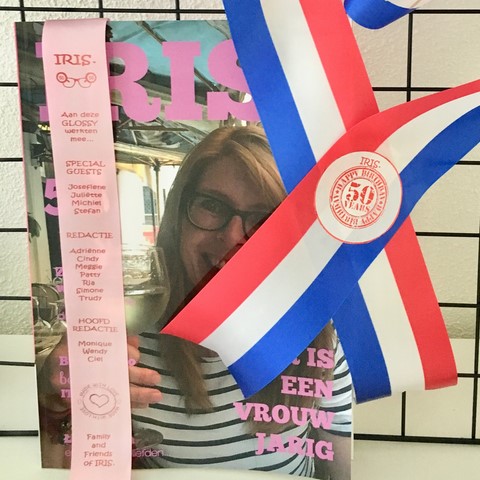 IRIS
IRIS.
Aan deze
GLOSSY
werkten
mee...
SPECIAL
GUESTS
Josefiene
Juliette
Michiel
Stefan
REDACTIE
Adriënne
Cindy
Meggie
Patty
Ria
Simone
Trudy
HOOFD
REDACTIE
Monique
Wendy
Ciel
Family
and
Friends
of IRIS.
IRIS.
HAPPY BIRTHDAY
50
YEARS
IS
EEN
VROUW
JARIG